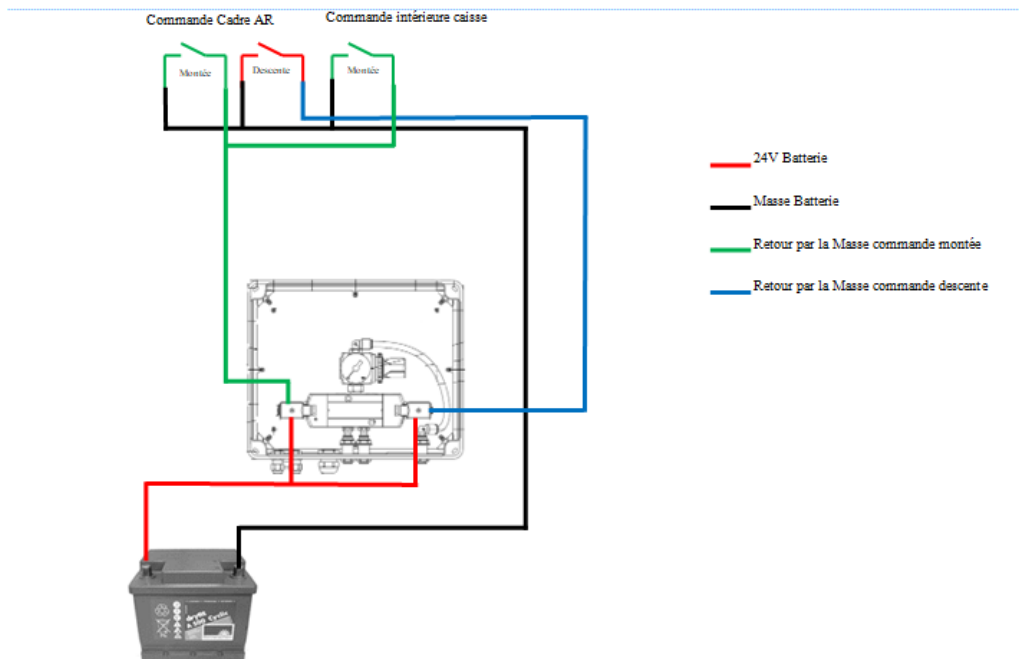 Commande Cadre AR
Commande intérieure caisse
Montée
Descente
Montée
24V Batterie
Masse Batterie
Retour par la Masse commande montée
Retour par la Masse commande descente